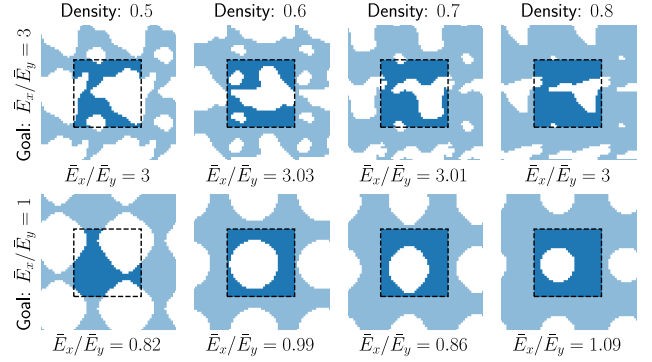 Density: 0.5 Density: 0.6 Density: 0.7 Density: 0.8
Goal: Ē_x/Ē_y = 3
Ē_x/Ē_y = 3 Ē_x/Ē_y = 3.03 Ē_x/Ē_y = 3.01 Ē_x/Ē_y = 3
Goal: Ē_x/Ē_y = 1
Ē_x/Ē_y = 0.82 Ē_x/Ē_y = 0.99 Ē_x/Ē_y = 0.86 Ē_x/Ē_y = 1.09